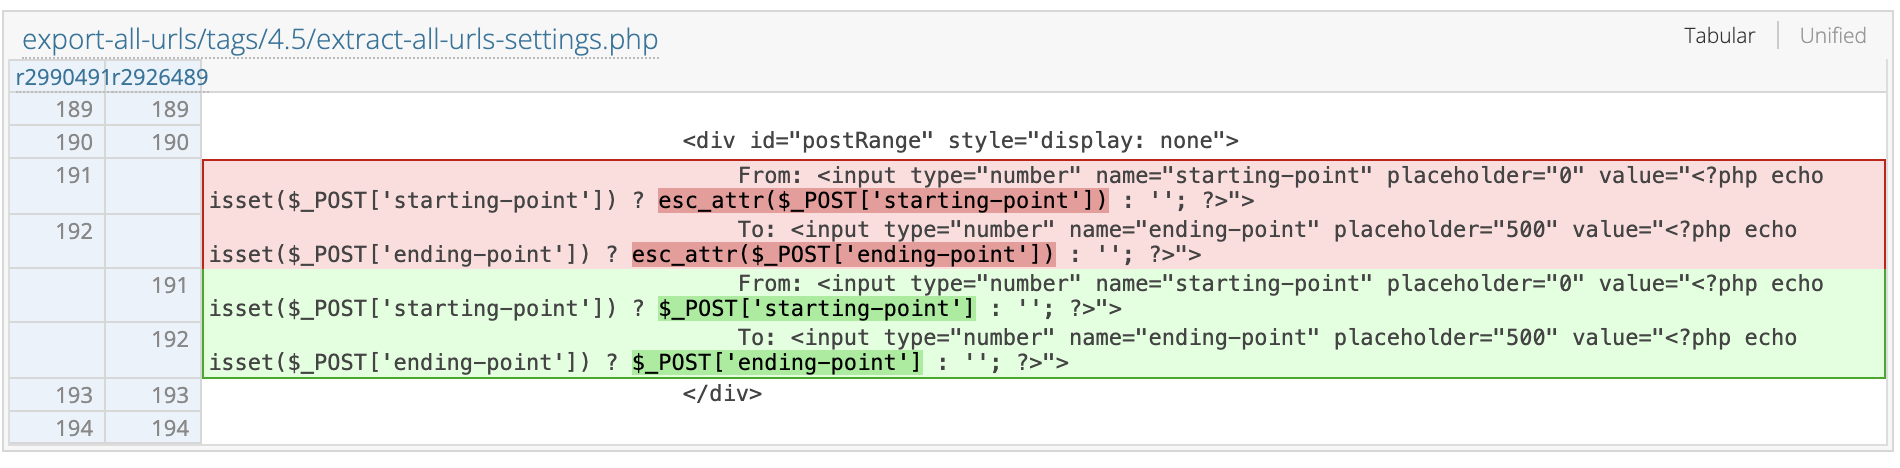 export-all-urls/tags/4.5/extract-all-urls-settings.php
Tabular | Unified
r2990491 r2926489
189 189
190 190 <div id="postRange" style="display: none">
191 From: <input type="number" name="starting-point" placeholder="0" value="<?php echo
isset($_POST['starting-point']) ? esc_attr($_POST['starting-point']) : ''; ?>">
192 To: <input type="number" name="ending-point" placeholder="500" value="<?php echo
isset($_POST['ending-point']) ? esc_attr($_POST['ending-point']) : ''; ?>">
191 From: <input type="number" name="starting-point" placeholder="0" value="<?php echo
isset($_POST['starting-point']) ? $_POST['starting-point'] : ''; ?>">
192 To: <input type="number" name="ending-point" placeholder="500" value="<?php echo
isset($_POST['ending-point']) ? $_POST['ending-point'] : ''; ?>">
193 193 </div>
194 194